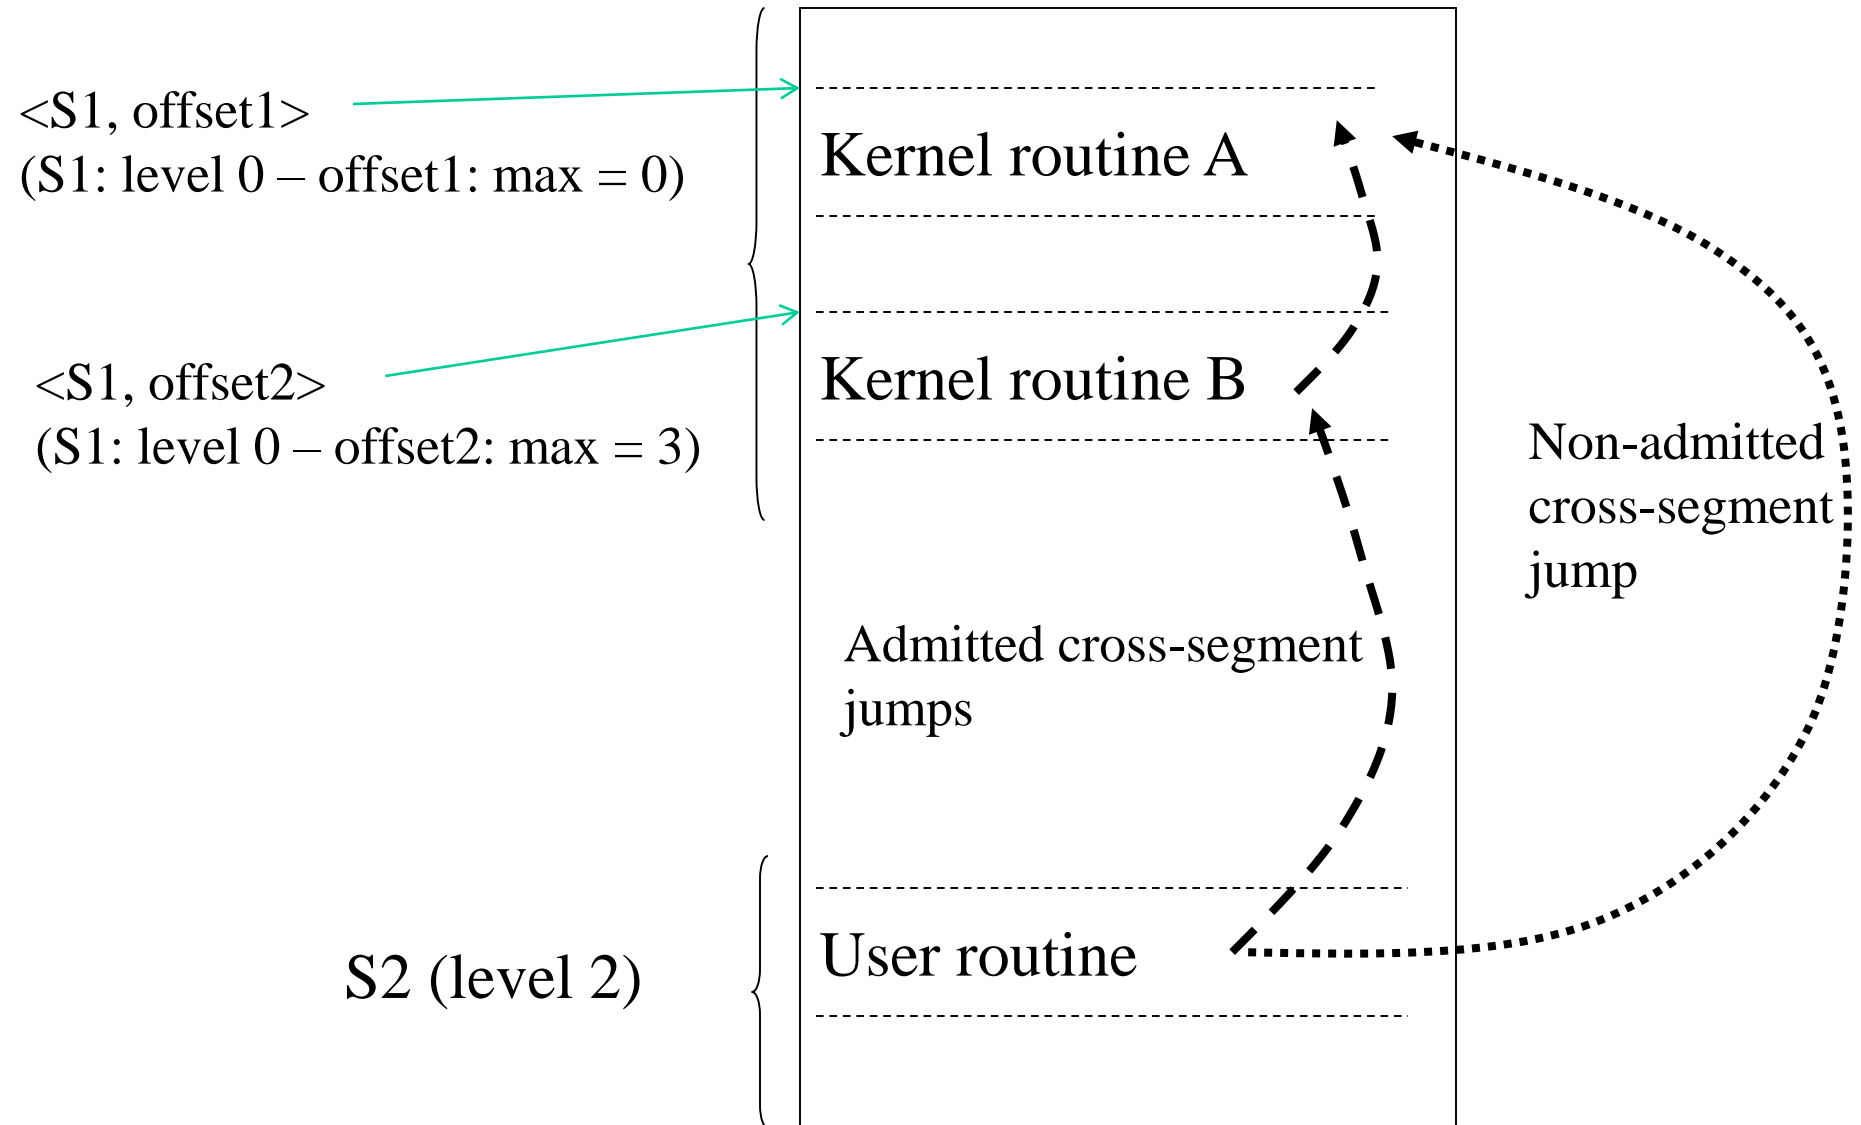 <S1, offset1>
(S1: level 0 – offset1: max = 0)
Kernel routine A
<S1, offset2>
(S1: level 0 – offset2: max = 3)
Kernel routine B
Non-admitted
cross-segment
jump
Admitted cross-segment
jumps
S2 (level 2)
User routine